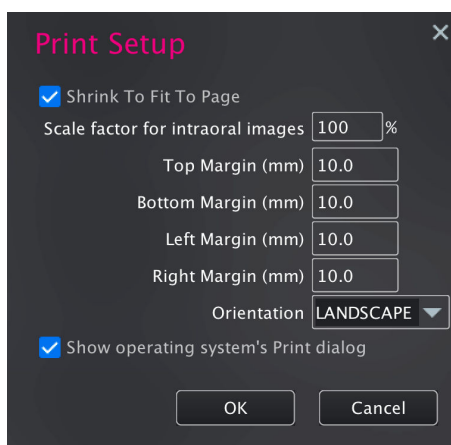 Print Setup
Shrink To Fit To Page
Scale factor for intraoral images 100 %
Top Margin (mm) 10.0
Bottom Margin (mm) 10.0
Left Margin (mm) 10.0
Right Margin (mm) 10.0
Orientation LANDSCAPE
Show operating system's Print dialog
OK Cancel